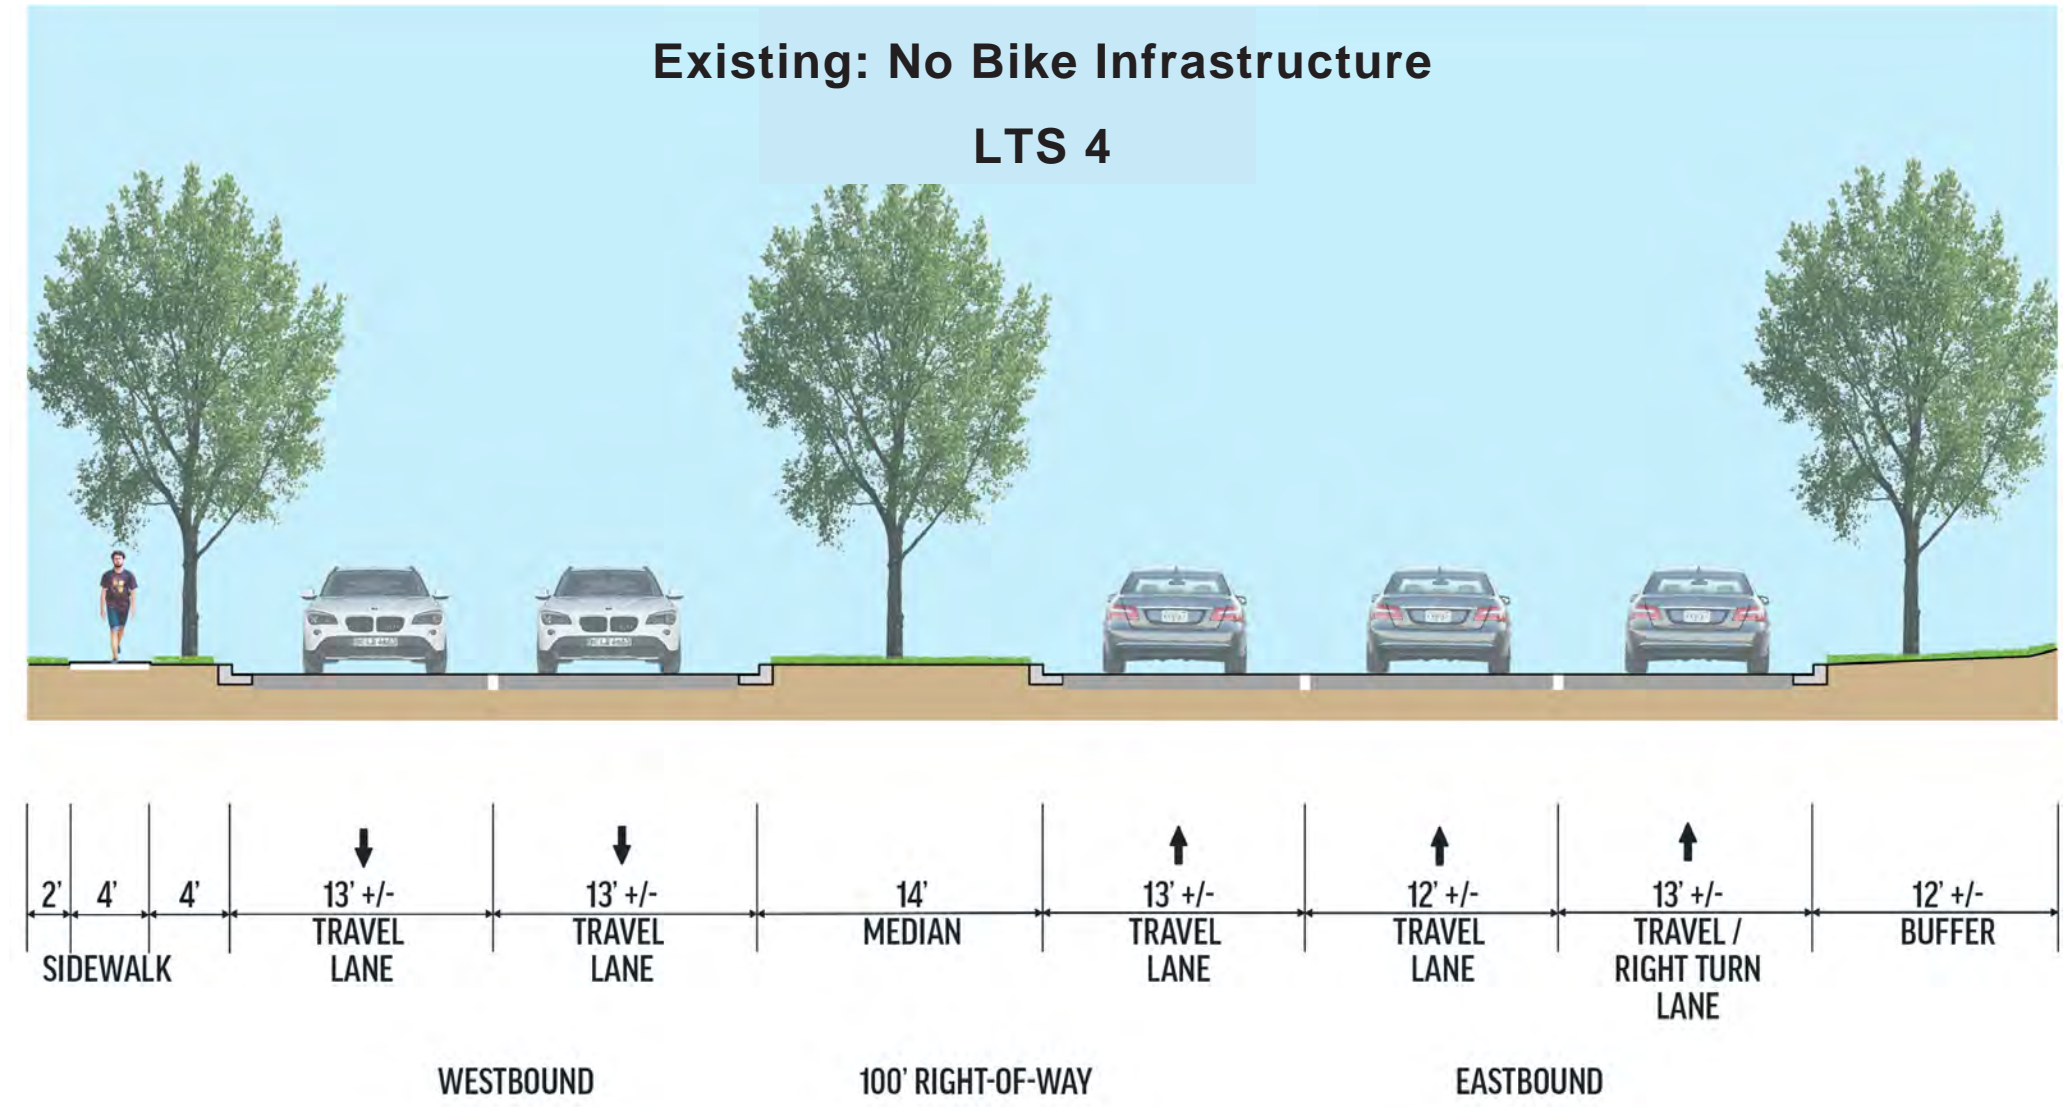 Existing: No Bike Infrastructure
LTS 4
2' 4' 4' 13' +/- 13' +/- 14' 13' +/- 12' +/- 13' +/- 12' +/-
SIDEWALK
TRAVEL
LANE
TRAVEL
LANE
MEDIAN
TRAVEL
LANE
TRAVEL
LANE
TRAVEL /
RIGHT TURN
LANE
BUFFER
WESTBOUND 100' RIGHT-OF-WAY EASTBOUND